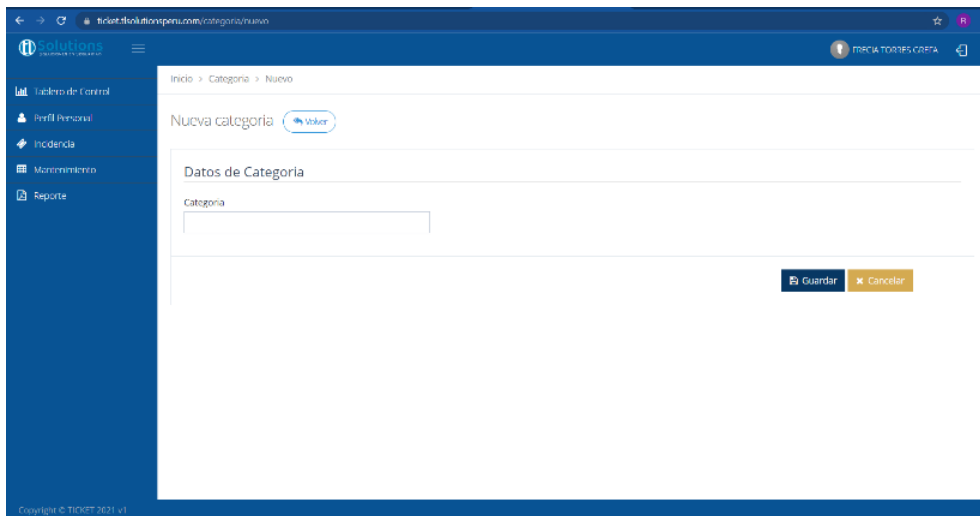 ticket.tlsolutionsperu.com/categoria/nuevo
R
Solutions
Inicio > Categoria > Nuevo
Tablero de Control
Perfil Personal
Incidencia
Mantenimiento
Reporte
Nueva categoria
Volver
Datos de Categoria
Categoria
Guardar
Cancelar
Copyright © TICKET 2021 v1